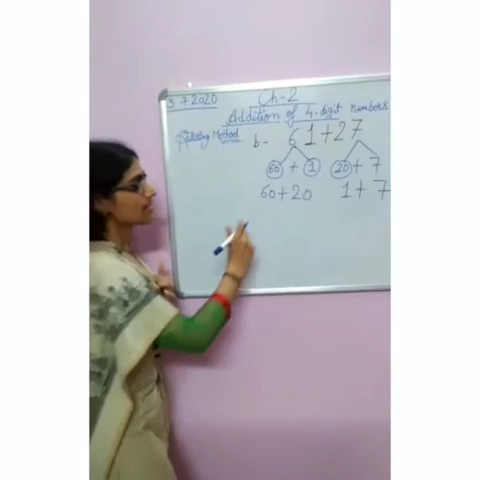 3 7 2020
Ch-2
Addition of 4-digit numbers
Splitting Method
b- 61+27
60 + 1 20 + 7
60+20 1+7